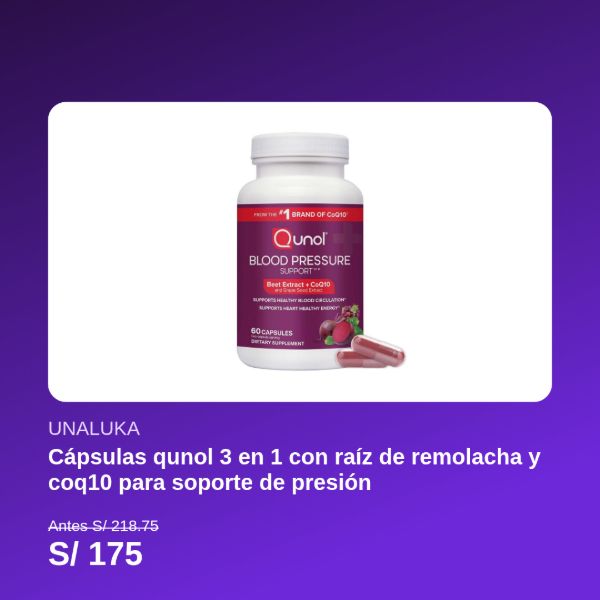 FROM THE #1 BRAND OF CoQ10
Qunol
BLOOD PRESSURE
SUPPORT
Beet Extract + CoQ10
and Grape Seed Extract
SUPPORTS HEALTHY BLOOD CIRCULATION
SUPPORTS HEART HEALTHY ENERGY
60 CAPSULES
DIETARY SUPPLEMENT
UNALUKA
Cápsulas qunol 3 en 1 con raíz de remolacha y
coq10 para soporte de presión
Antes S/ 218.75
S/ 175